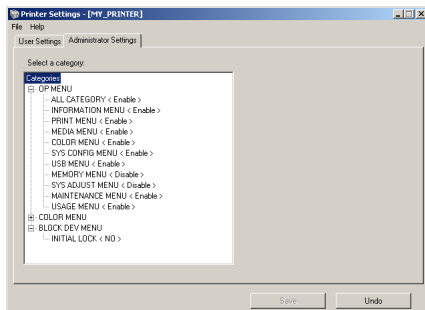 Printer Settings - [MY_PRINTER]
File Help
User Settings Administrator Settings
Select a category:
Categories
OP MENU
ALL CATEGORY < Enable >
INFORMATION MENU < Enable >
PRINT MENU < Enable >
MEDIA MENU < Enable >
COLOR MENU < Enable >
SYS CONFIG MENU < Enable >
USB MENU < Enable >
MEMORY MENU < Disable >
SYS ADJUST MENU < Disable >
MAINTENANCE MENU < Enable >
USAGE MENU < Enable >
COLOR MENU
BLOCK DEV MENU
INITIAL LOCK < NO >
Save Undo